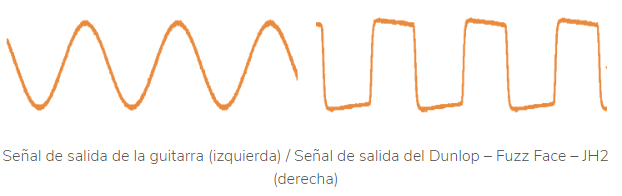 Señal de salida de la guitarra (izquierda) / Señal de salida del Dunlop – Fuzz Face – JH2
(derecha)